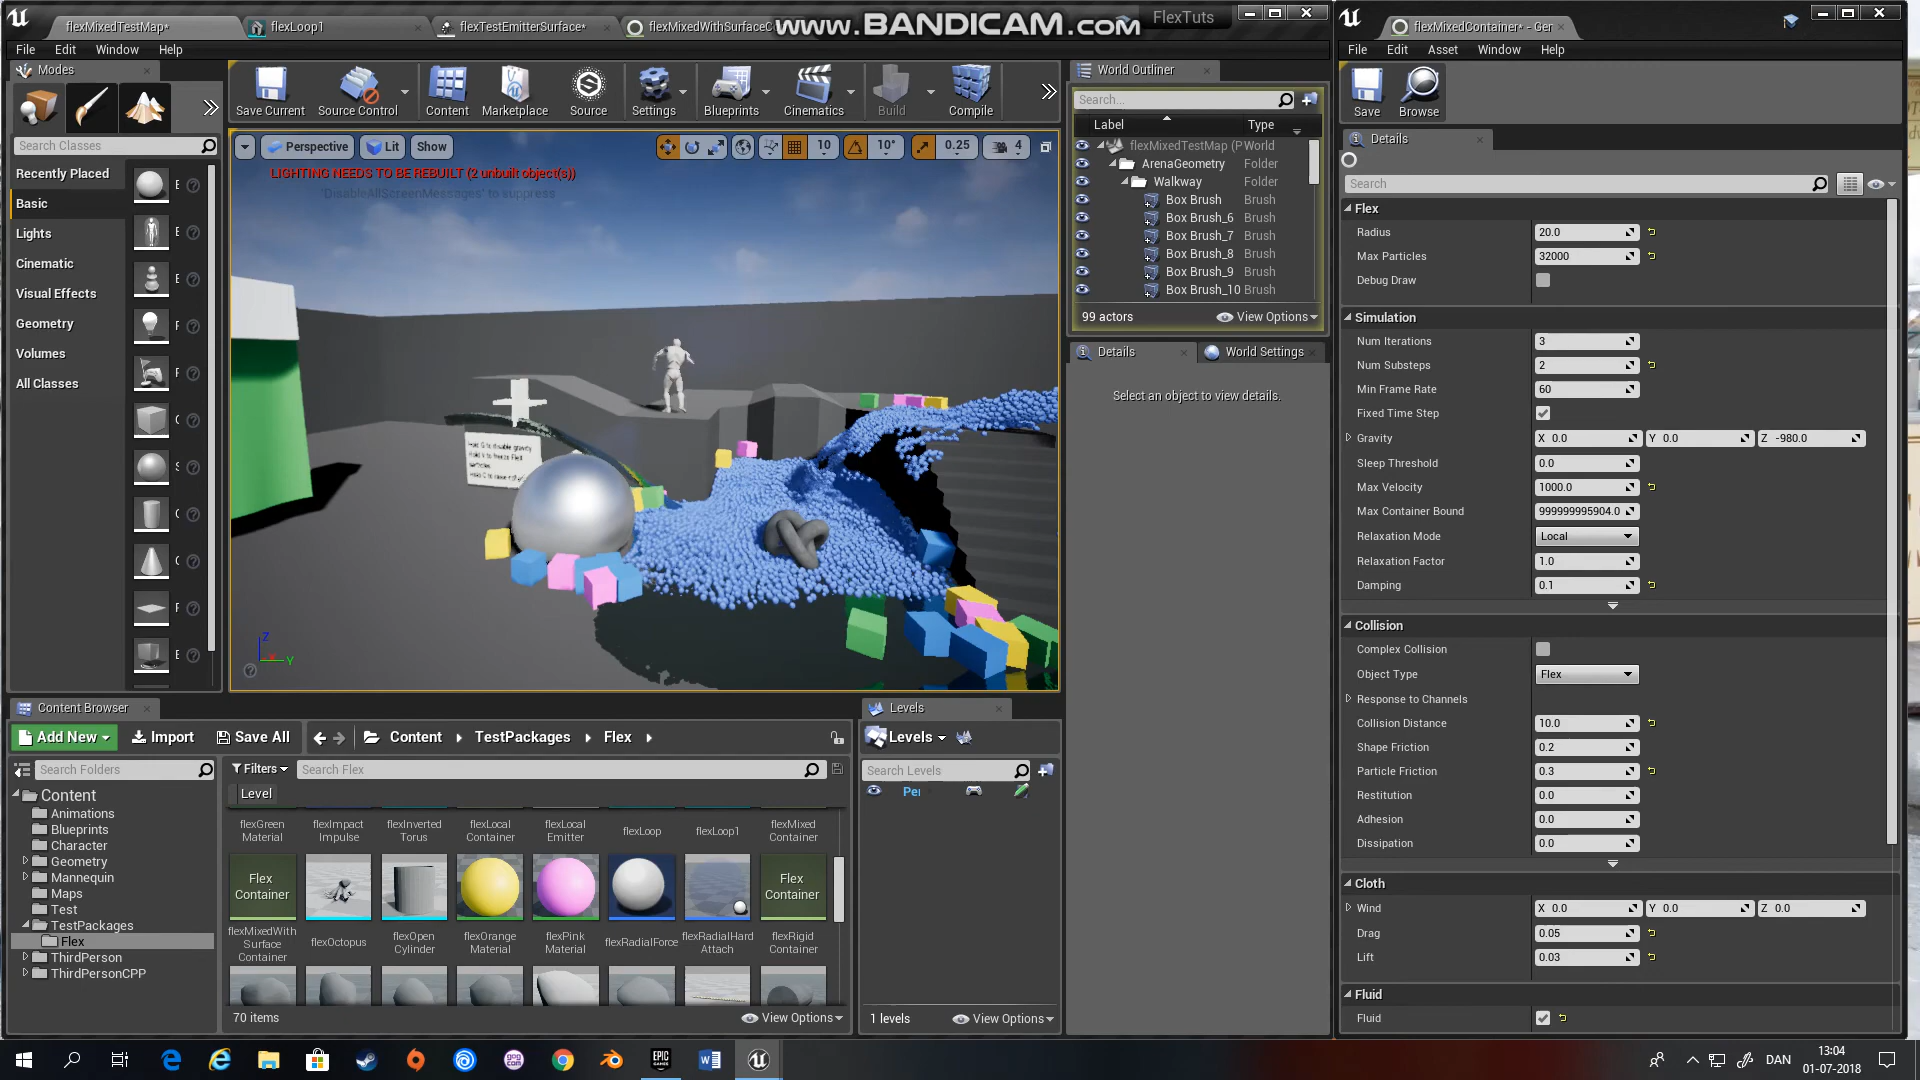 flexMixedTestMap*
flexLoop1
flexTestEmitterSurface*
flexMixedWithSurfaceC
www.BANDICAM.com
FlexTuts
flexMixedContainer* - Ger
File Edit Window Help
File Edit Asset Window Help
Modes
Search Classes
Recently Placed
Basic
Lights
Cinematic
Visual Effects
Geometry
Volumes
All Classes
Save Current
Source Control
Content
Marketplace
Source
Settings
Blueprints
Cinematics
Build
Compile
Perspective
Lit
Show
10
10°
0.25
4
LIGHTING NEEDS TO BE REBUILT (2 unbuilt object(s))
'DisableAllScreenMessages' to suppress
Z
Y
World Outliner
Search...
Label Type
flexMixedTestMap (P World
ArenaGeometry Folder
Walkway Folder
Box Brush Brush
Box Brush_6 Brush
Box Brush_7 Brush
Box Brush_8 Brush
Box Brush_9 Brush
Box Brush_10 Brush
99 actors
View Options
Details
World Settings
Select an object to view details.
Save
Browse
Details
Search
Flex
Radius 20.0
Max Particles 32000
Debug Draw
Simulation
Num Iterations 3
Num Substeps 2
Min Frame Rate 60
Fixed Time Step
Gravity X 0.0 Y 0.0 Z -980.0
Sleep Threshold 0.0
Max Velocity 1000.0
Max Container Bound 999999995904.0
Relaxation Mode Local
Relaxation Factor 1.0
Damping 0.1
Collision
Complex Collision
Object Type Flex
Response to Channels
Collision Distance 10.0
Shape Friction 0.2
Particle Friction 0.3
Restitution 0.0
Adhesion 0.0
Dissipation 0.0
Cloth
Wind X 0.0 Y 0.0 Z 0.0
Drag 0.05
Lift 0.03
Fluid
Fluid
Content Browser
Add New
Import
Save All
Content
TestPackages
Flex
Search Folders
Filters
Search Flex
Level
Content
Animations
Blueprints
Character
Geometry
Mannequin
Maps
Test
TestPackages
Flex
ThirdPerson
ThirdPersonCPP
flexGreen Material
flexImpact Impulse
flexInverted Torus
flexLocal Container
flexLocal Emitter
flexLoop
flexLoop1
flexMixed Container
Flex Container
Flex Container
flexMixedWith Surface Container
flexOctopus
flexOpen Cylinder
flexOrange Material
flexPink Material
flexRadialForce
flexRadialHard Attach
flexRigid Container
70 items
View Options
Levels
Levels
Search Levels
Per
1 levels
View Options
DAN
13:04
01-07-2018